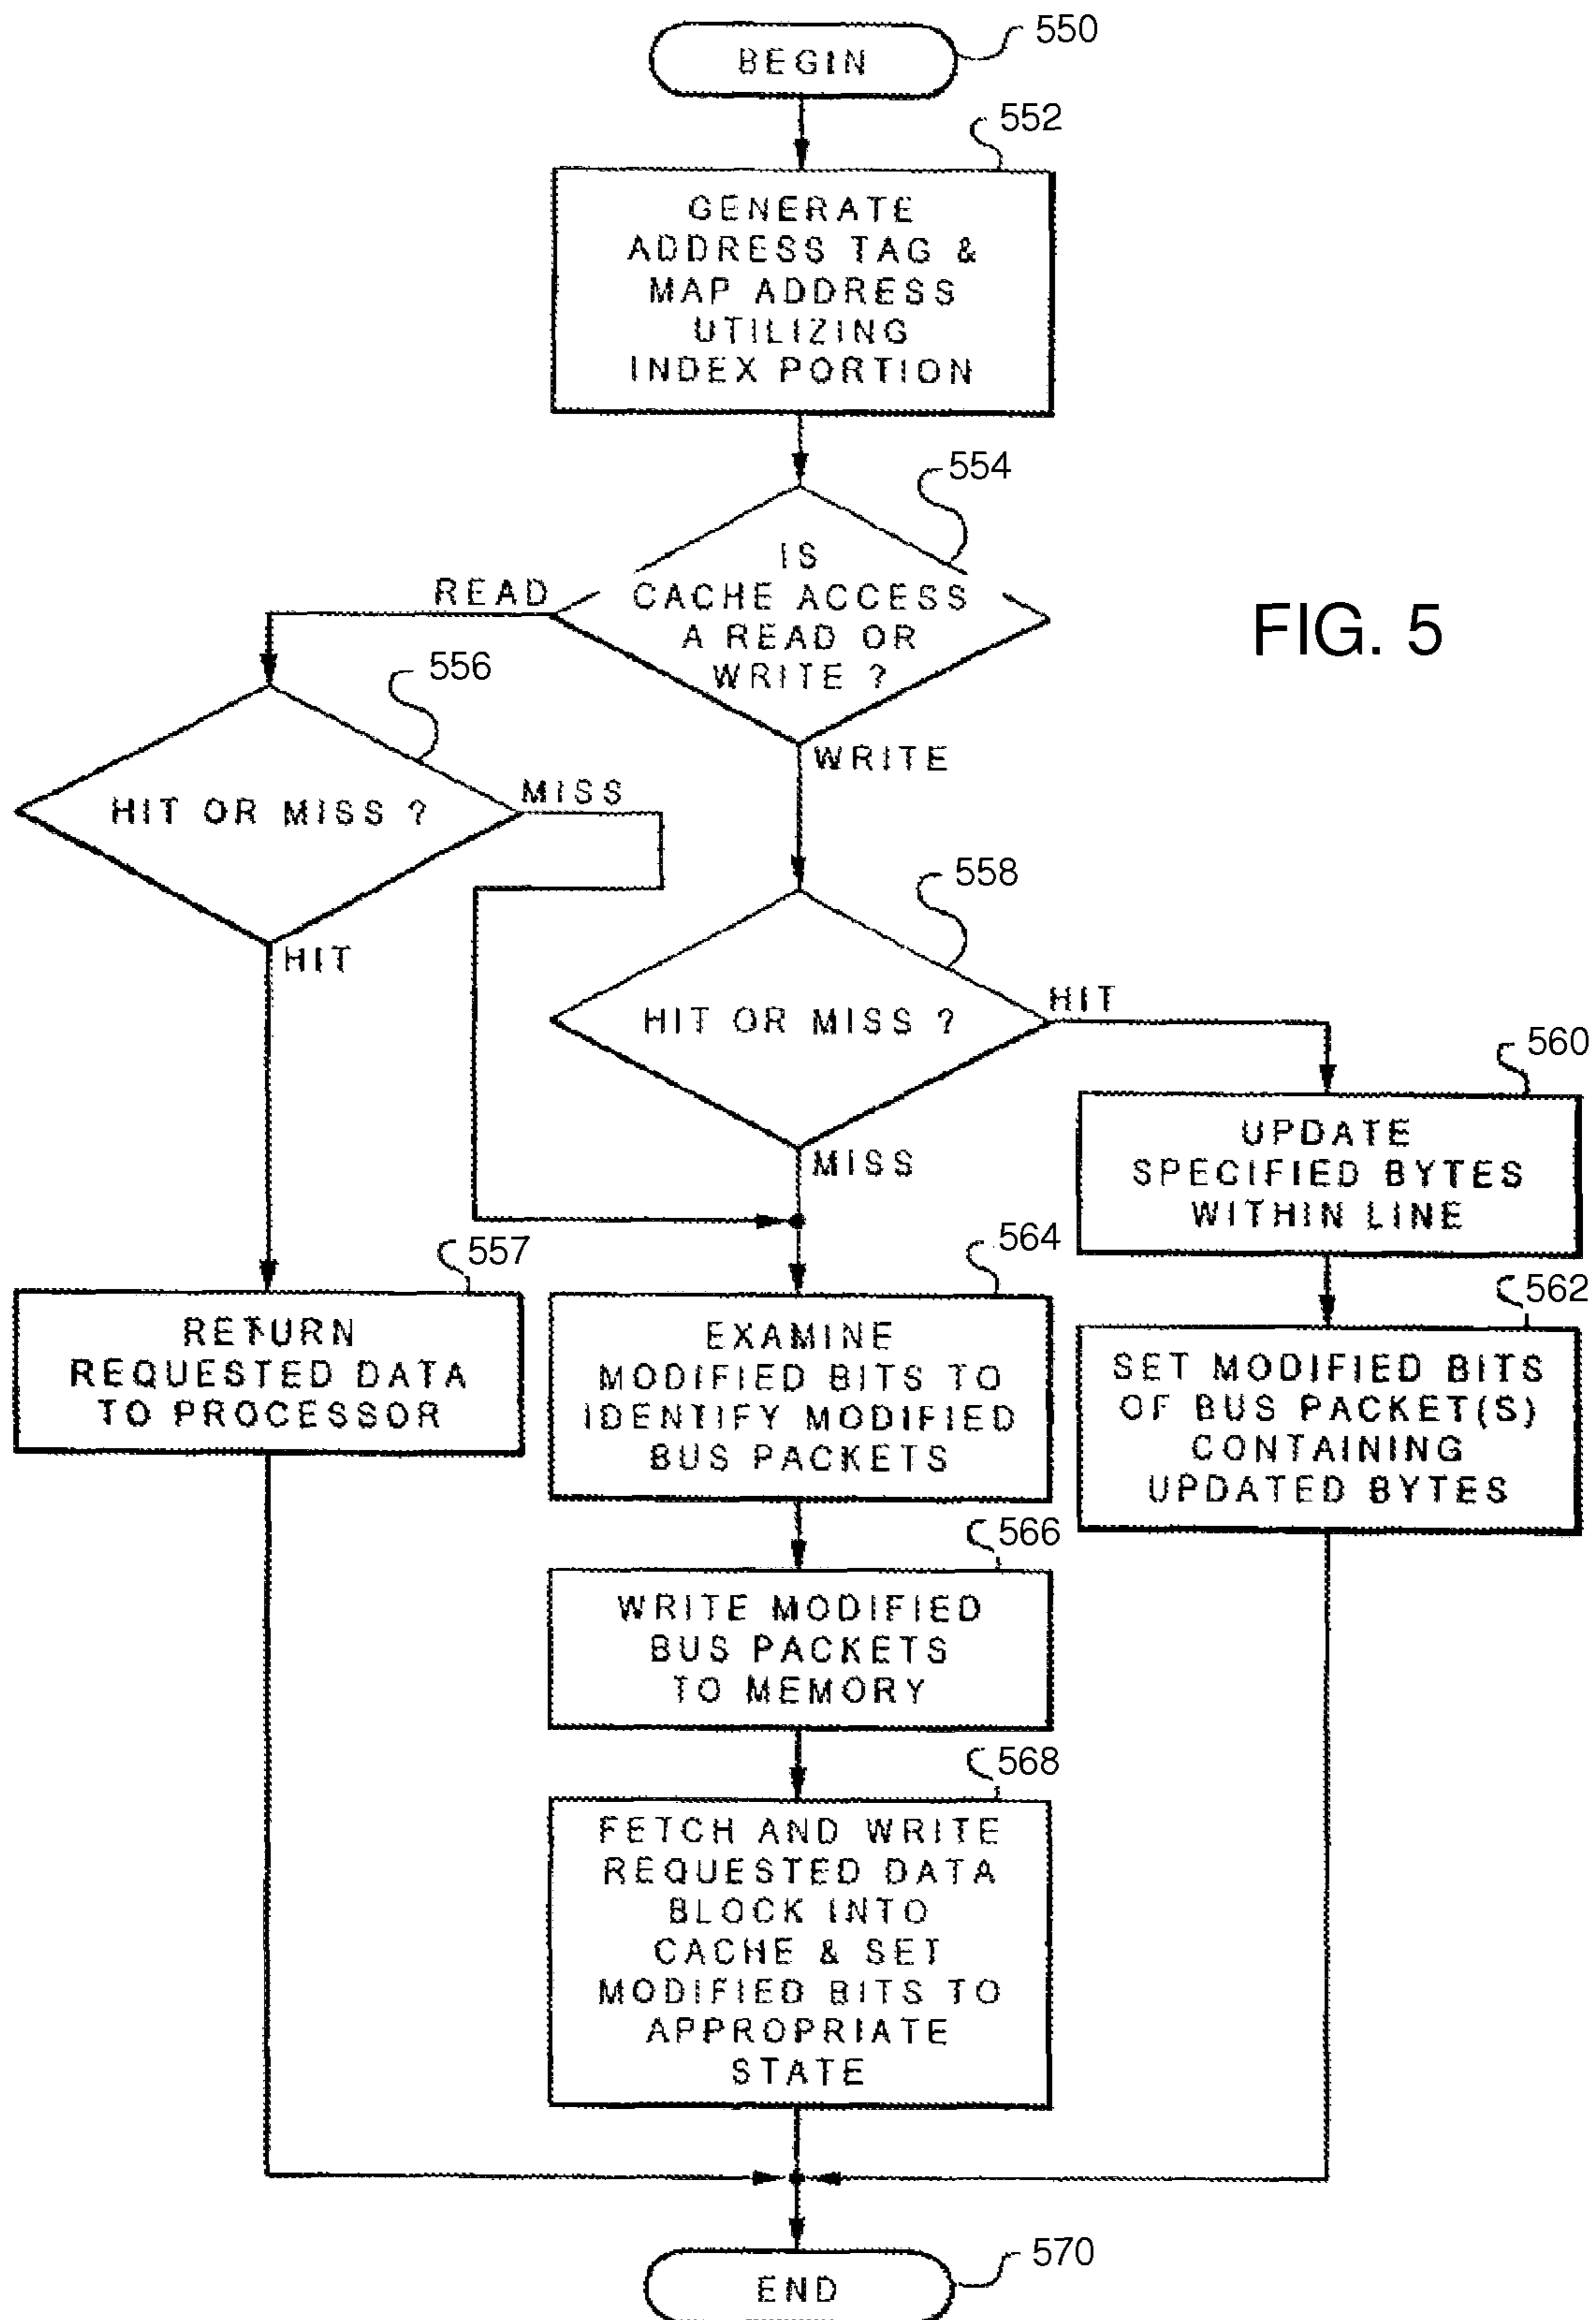 BEGIN
550
552
GENERATE
ADDRESS TAG &
MAP ADDRESS
UTILIZING
INDEX PORTION
554
IS
CACHE ACCESS
A READ OR
WRITE ?
READ
WRITE
FIG. 5
556
HIT OR MISS ?
MISS
HIT
558
HIT OR MISS ?
HIT
MISS
560
UPDATE
SPECIFIED BYTES
WITHIN LINE
557
RETURN
REQUESTED DATA
TO PROCESSOR
564
EXAMINE
MODIFIED BITS TO
IDENTIFY MODIFIED
BUS PACKETS
562
SET MODIFIED BITS
OF BUS PACKET(S)
CONTAINING
UPDATED BYTES
566
WRITE MODIFIED
BUS PACKETS
TO MEMORY
568
FETCH AND WRITE
REQUESTED DATA
BLOCK INTO
CACHE & SET
MODIFIED BITS TO
APPROPRIATE
STATE
570
END